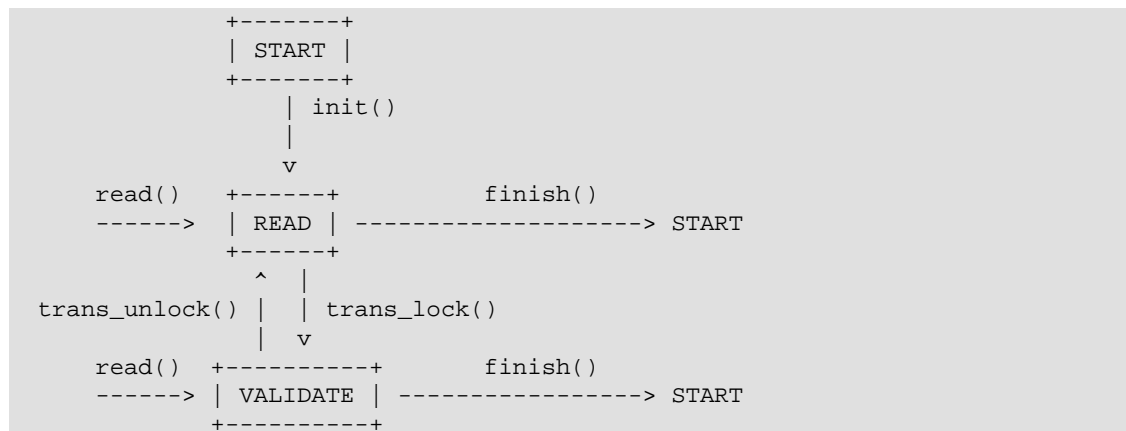 +-------+
| START |
+-------+
| init()
|
v
read() +------+ finish()
------> | READ | --------------------> START
+------+
^ |
trans_unlock() | | trans_lock()
| v
read() +----------+ finish()
------> | VALIDATE | -----------------> START
+----------+